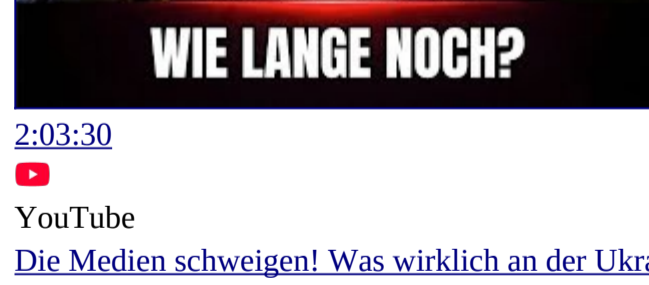 WIE LANGE NOCH?
2:03:30
YouTube
Die Medien schweigen! Was wirklich an der